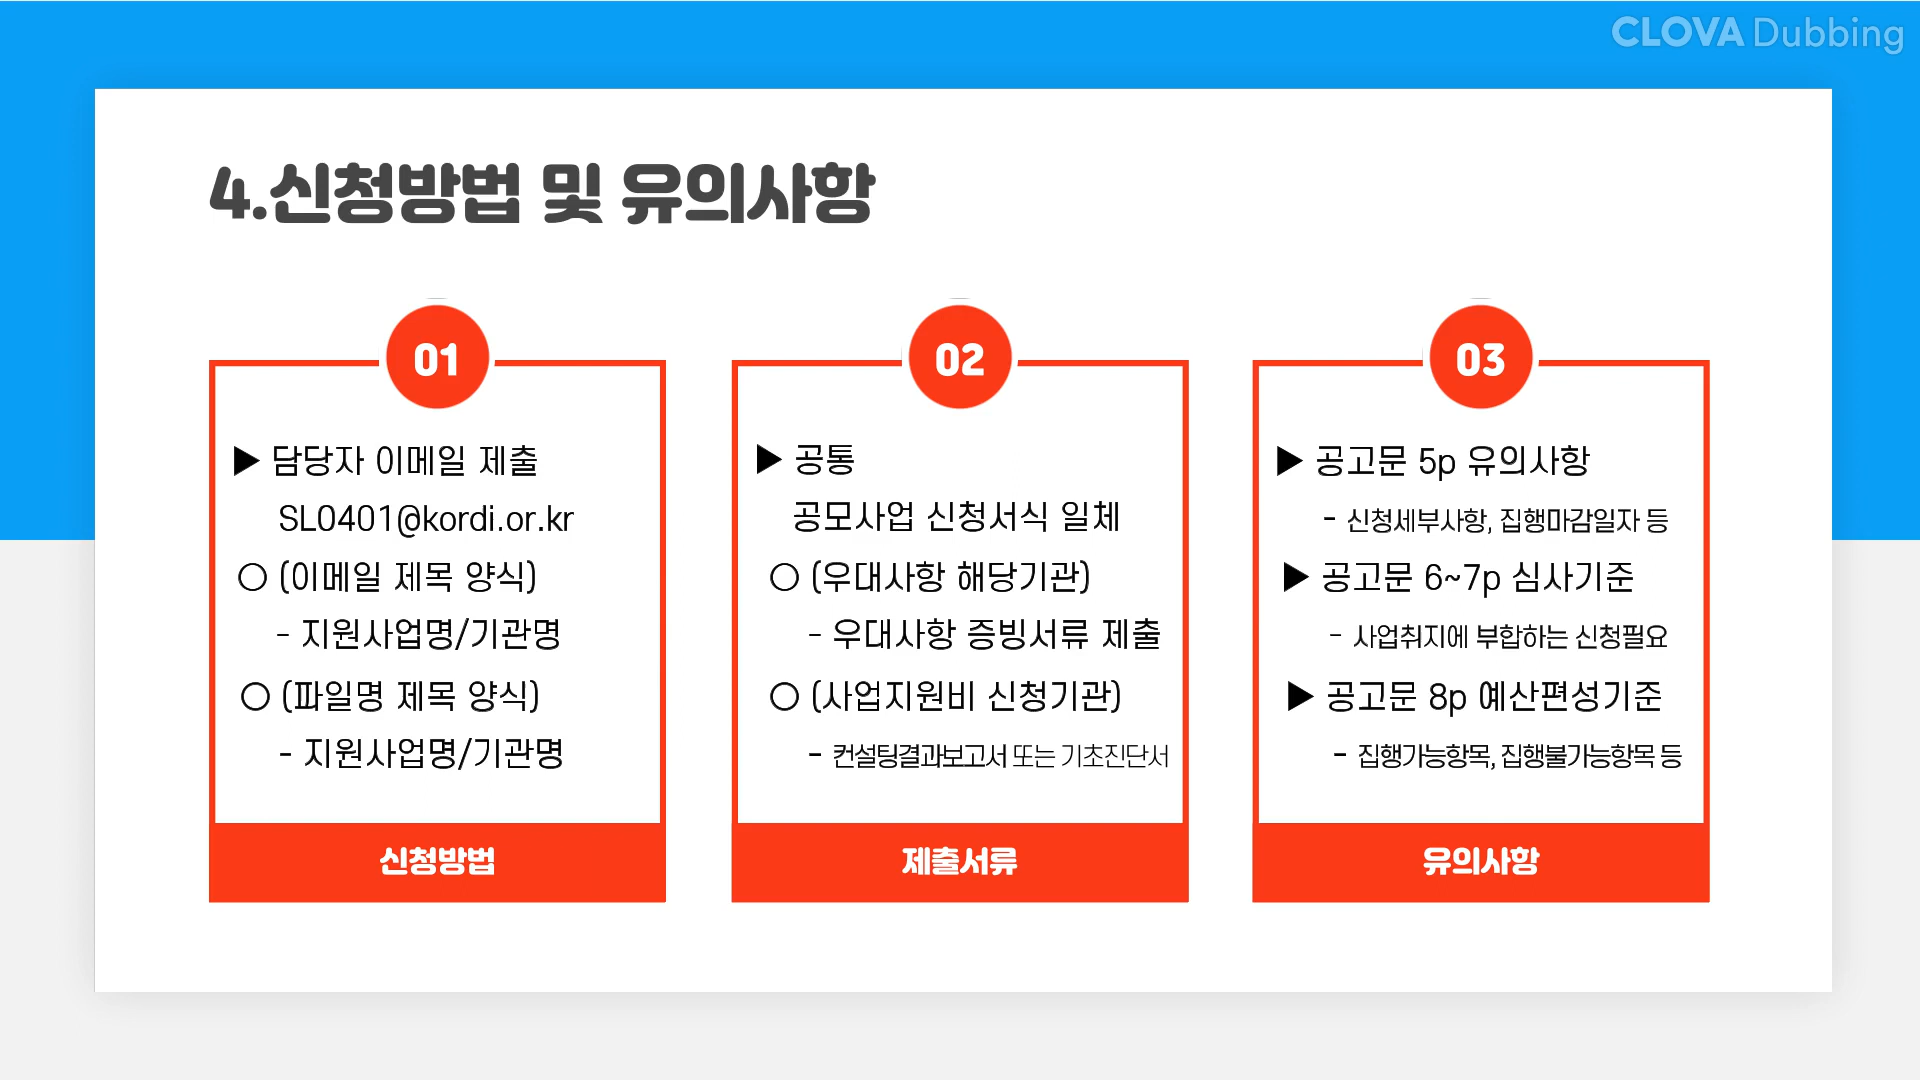 CLOVA Dubbing
4.신청방법 및 유의사항
01
▶ 담당자 이메일 제출
SL0401@kordi.or.kr
○ (이메일 제목 양식)
- 지원사업명/기관명
○ (파일명 제목 양식)
- 지원사업명/기관명
신청방법
02
▶ 공통
공모사업 신청서식 일체
○ (우대사항 해당기관)
- 우대사항 증빙서류 제출
○ (사업지원비 신청기관)
- 컨설팅결과보고서 또는 기초진단서
제출서류
03
▶ 공고문 5p 유의사항
- 신청세부사항, 집행마감일자 등
▶ 공고문 6~7p 심사기준
- 사업취지에 부합하는 신청필요
▶ 공고문 8p 예산편성기준
- 집행가능항목, 집행불가능항목 등
유의사항